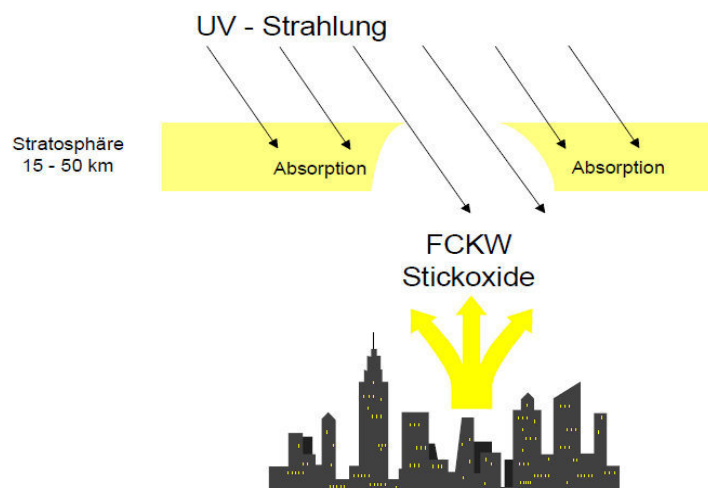 UV - Strahlung
Stratosphäre
15 - 50 km
Absorption
Absorption
FCKW
Stickoxide